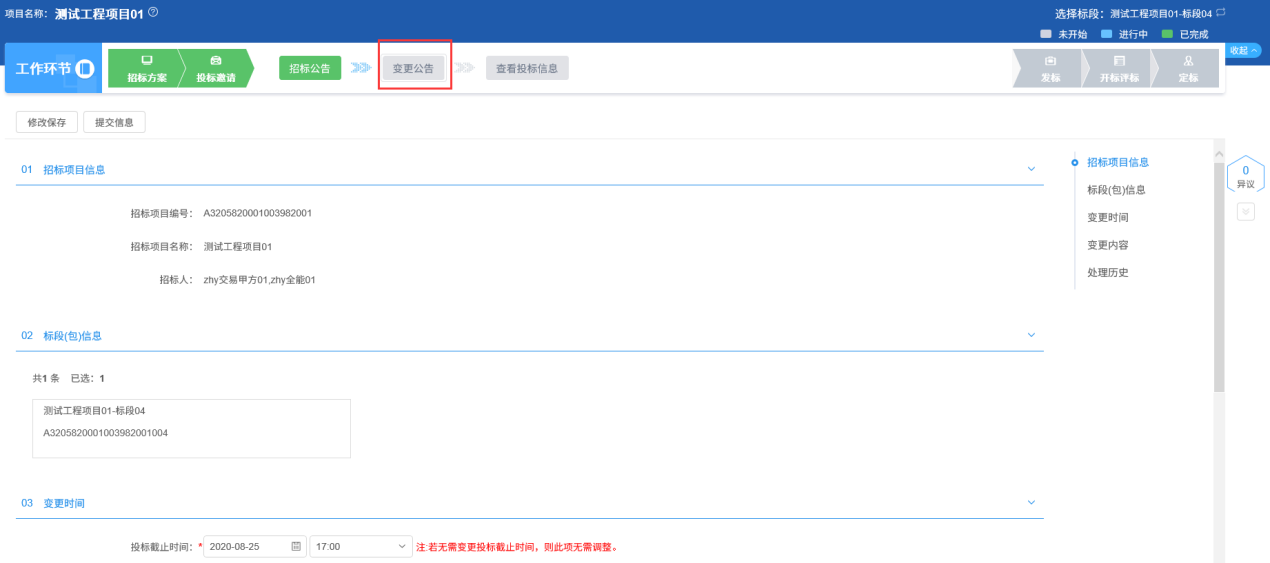 项目名称： 测试工程项目01
选择标段： 测试工程项目01-标段04
未开始 进行中 已完成
收起
工作环节
招标方案 投标邀请
招标公告 变更公告 查看投标信息
发标 开标评标 定标
修改保存 提交信息
01 招标项目信息
招标项目编号： A3205820001003982001
招标项目名称： 测试工程项目01
招标人： zhy交易甲方01,zhy全能01
02 标段(包)信息
共1 条 已选：1
测试工程项目01-标段04
A3205820001003982001004
03 变更时间
投标截止时间： * 2020-08-25 17:00 注:若无需变更投标截止时间，则此项无需调整。
招标项目信息
标段(包)信息
变更时间
变更内容
处理历史
0
异议